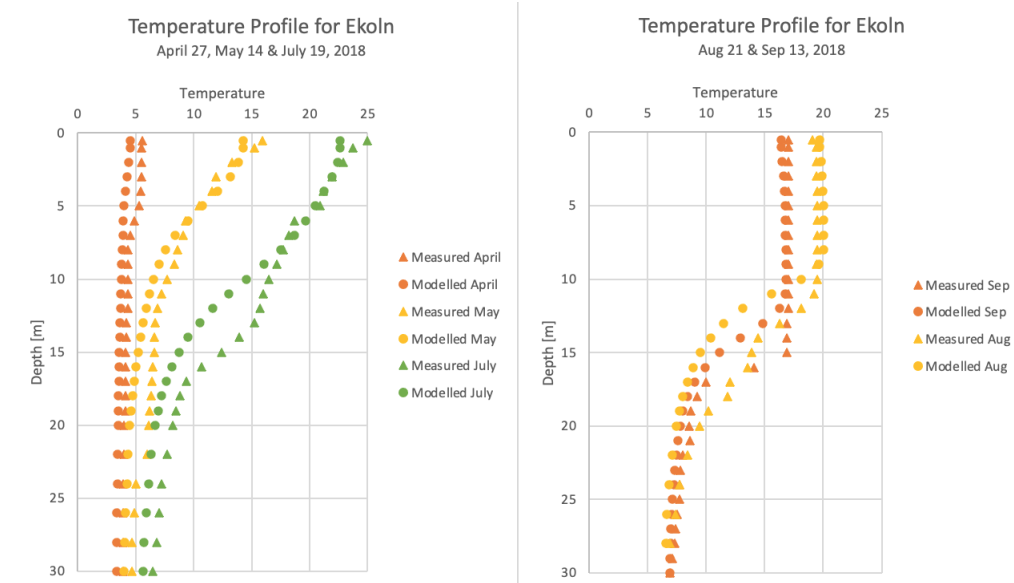 Temperature Profile for Ekoln
April 27, May 14 & July 19, 2018
Temperature
0 5 10 15 20 25
0
5
10
15
20
25
30
Depth [m]
Measured April
Modelled April
Measured May
Modelled May
Measured July
Modelled July
Temperature Profile for Ekoln
Aug 21 & Sep 13, 2018
Temperature
0 5 10 15 20 25
0
5
10
15
20
25
30
Depth [m]
Measured Sep
Modelled Sep
Measured Aug
Modelled Aug